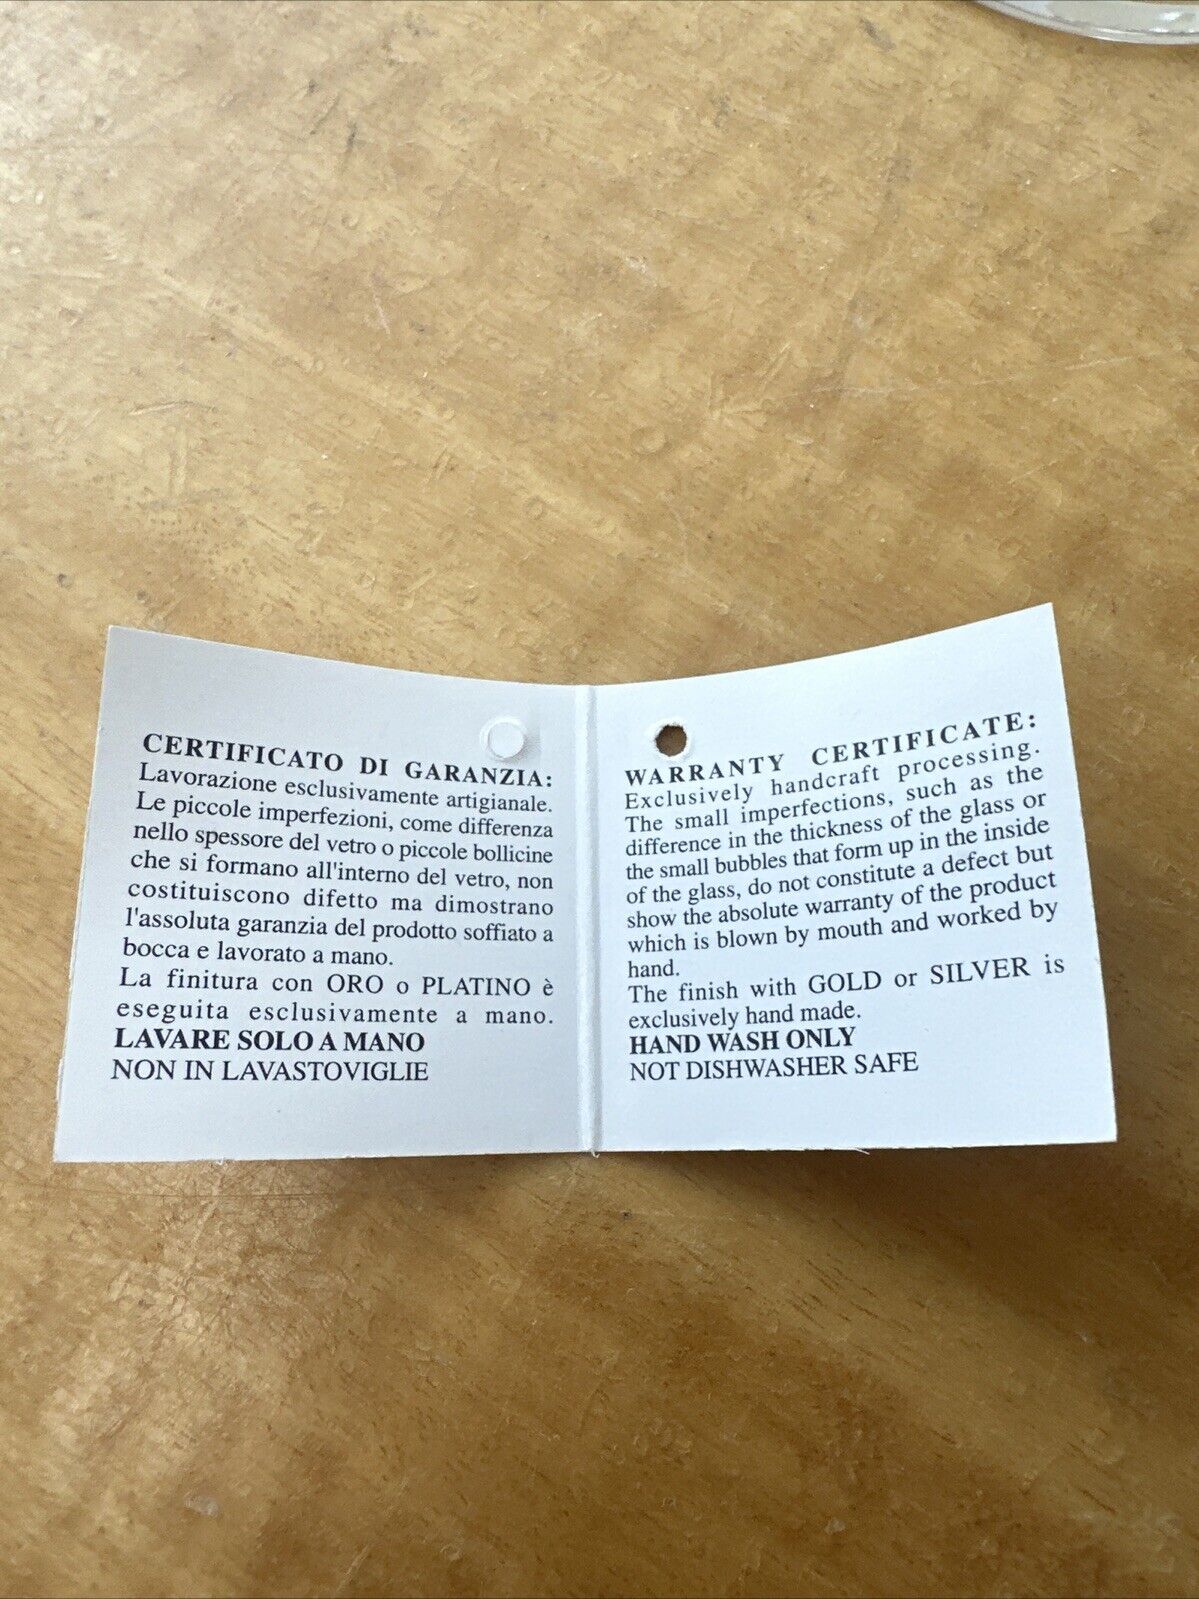 CERTIFICATO DI GARANZIA:
Lavorazione esclusivamente artigianale.
Le piccole imperfezioni, come differenza
nello spessore del vetro o piccole bollicine
che si formano all'interno del vetro, non
costituiscono difetto ma dimostrano
l'assoluta garanzia del prodotto soffiato a
bocca e lavorato a mano.
La finitura con ORO o PLATINO è
eseguita esclusivamente a mano.
LAVARE SOLO A MANO
NON IN LAVASTOVIGLIE
WARRANTY CERTIFICATE:
Exclusively handcraft processing.
The small imperfections, such as the
difference in the thickness of the glass or
the small bubbles that form up in the inside
of the glass, do not constitute a defect but
show the absolute warranty of the product
which is blown by mouth and worked by
hand.
The finish with GOLD or SILVER is
exclusively hand made.
HAND WASH ONLY
NOT DISHWASHER SAFE